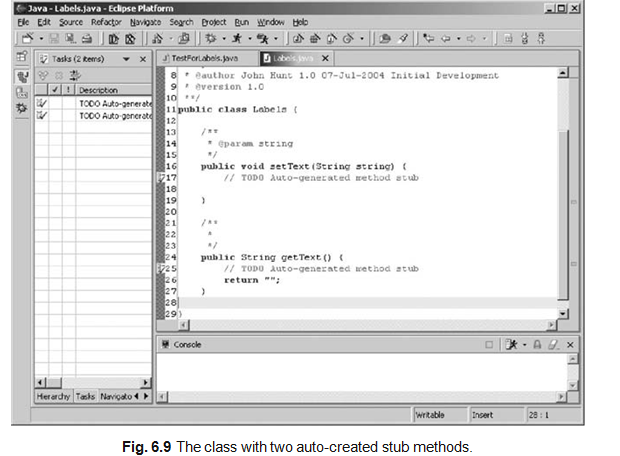 Java - Labels.java - Eclipse Platform
File Edit Source Refactor Navigate Search Project Run Window Help
Tasks (2 items)
TestForLabels.java
Labels.java
! Description
TODO Auto-generate
TODO Auto-generate
8 * @author John Hunt 1.0 07-Jul-2004 Initial Development
9 * @version 1.0
10 **/
11 public class Labels {
12
13 /**
14 * @param string
15 */
16 public void setText(String string) {
17 // TODO Auto-generated method stub
18
19 }
20
21 /**
22 *
23 */
24 public String getText() {
25 // TODO Auto-generated method stub
26 return "";
27 }
28
29 }
Console
Hierarchy Tasks Navigato
Writable Insert 28 : 1
Fig. 6.9 The class with two auto-created stub methods.